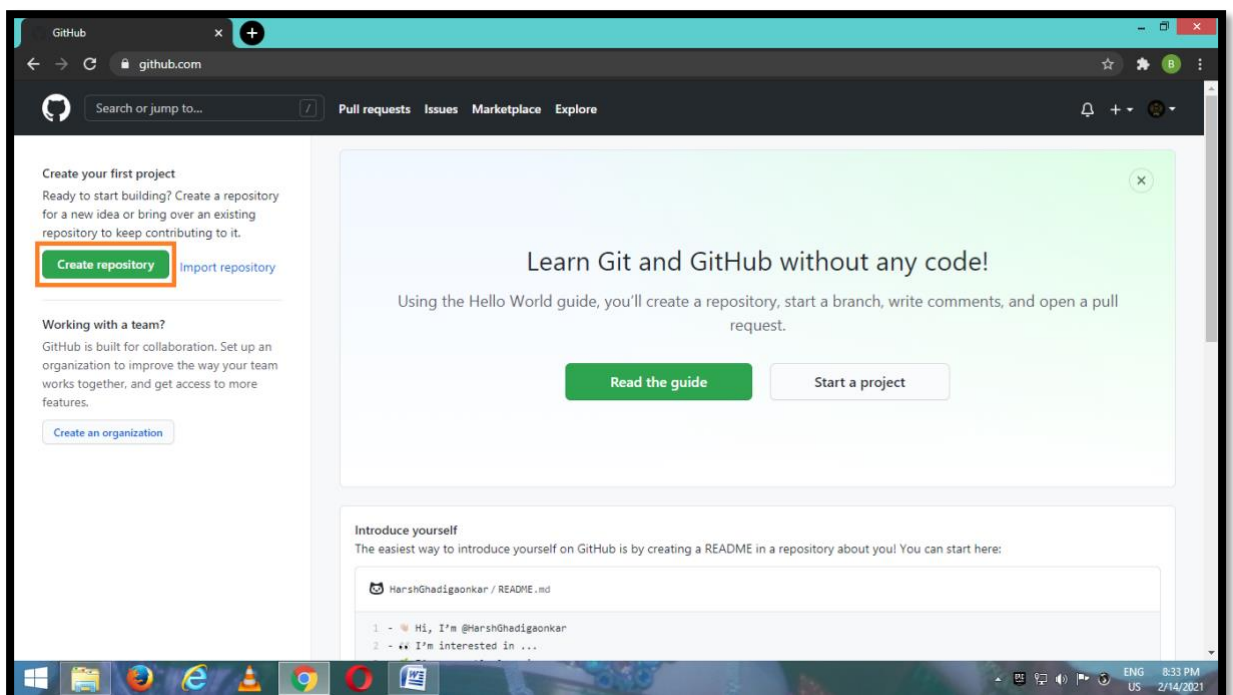 GitHub
github.com
B
Search or jump to...
/
Pull requests Issues Marketplace Explore
Create your first project
Ready to start building? Create a repository
for a new idea or bring over an existing
repository to keep contributing to it.
Create repository
Import repository
Working with a team?
GitHub is built for collaboration. Set up an
organization to improve the way your team
works together, and get access to more
features.
Create an organization
Learn Git and GitHub without any code!
Using the Hello World guide, you'll create a repository, start a branch, write comments, and open a pull
request.
Read the guide
Start a project
Introduce yourself
The easiest way to introduce yourself on GitHub is by creating a README in a repository about you! You can start here:
HarshGhadigaonkar / README.md
1 - 👋 Hi, I'm @HarshGhadigaonkar
2 - 👀 I'm interested in ...
ENG 8:33 PM
US 2/14/2021